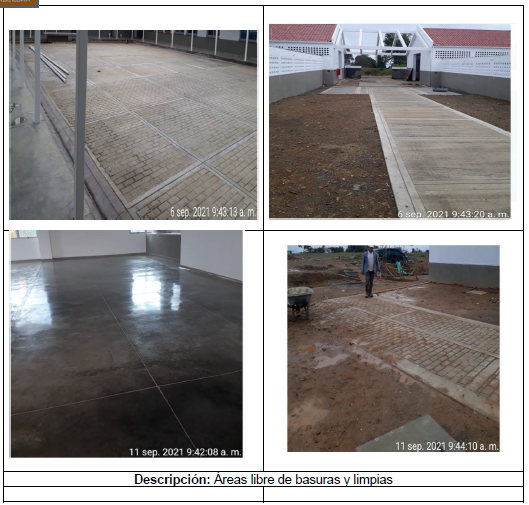 6 sep. 2021 9:43:13 a. m.
6 sep. 2021 9:43:20 a. m.
11 sep. 2021 9:42:08 a. m.
11 sep. 2021 9:44:10 a. m.
Descripción: Áreas libre de basuras y limpias